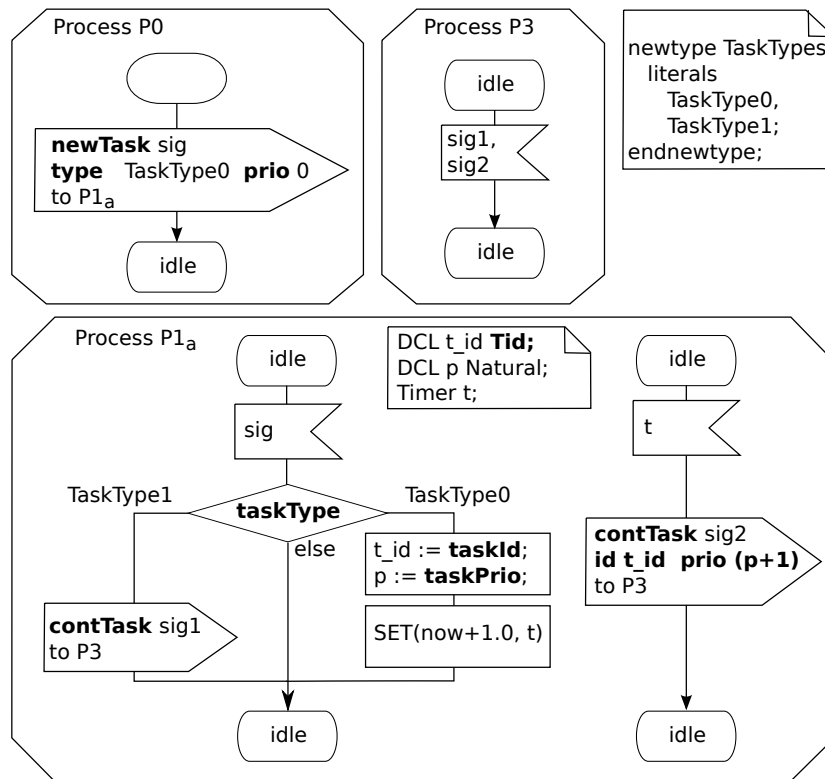 Process P0
newTask sig
type TaskType0 prio 0
to P1a
idle
Process P3
idle
sig1,
sig2
idle
newtype TaskTypes
literals
TaskType0,
TaskType1;
endnewtype;
Process P1a
idle
DCL t_id Tid;
DCL p Natural;
Timer t;
idle
sig
t
TaskType1
taskType
TaskType0
else
t_id := taskId;
p := taskPrio;
SET(now+1.0, t)
contTask sig1
to P3
contTask sig2
id t_id prio (p+1)
to P3
idle
idle